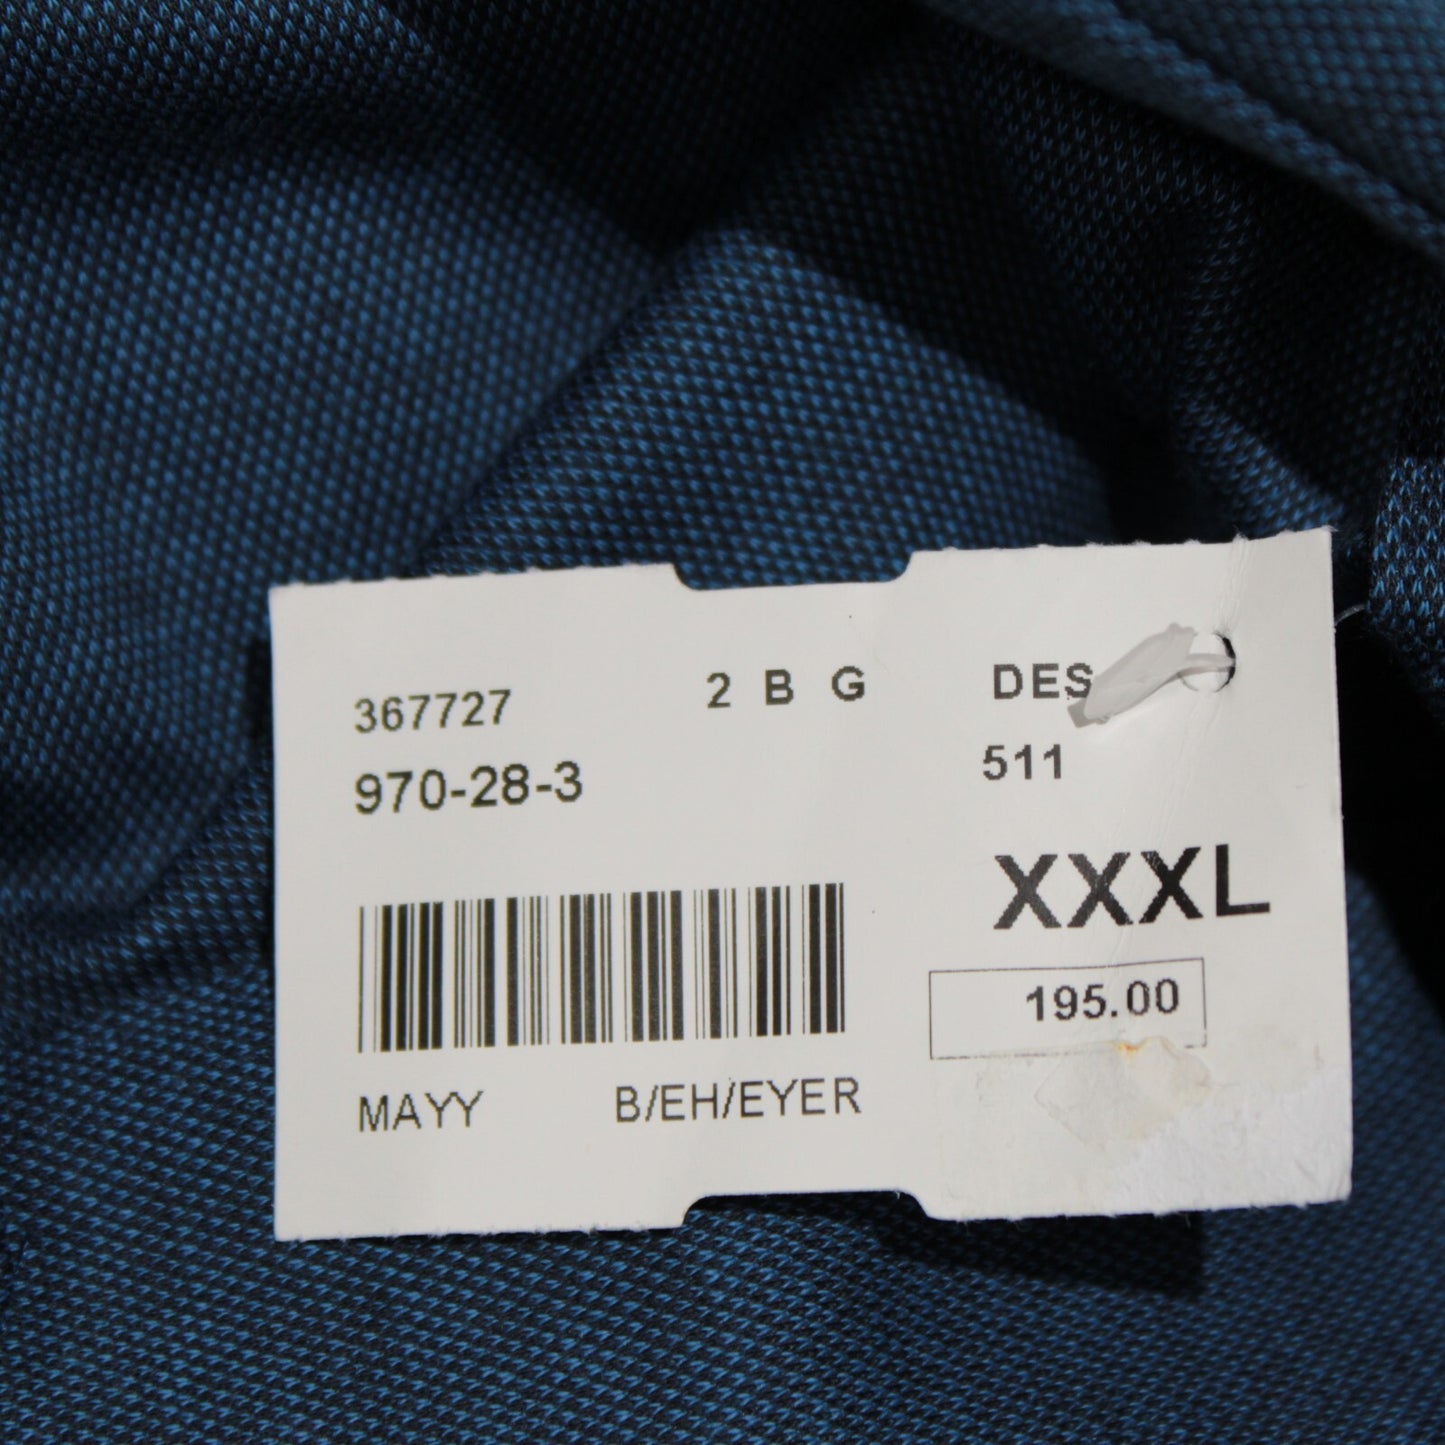 367727 2 B G DES
970-28-3 511
XXXL
195.00
MAYY B/EH/EYER